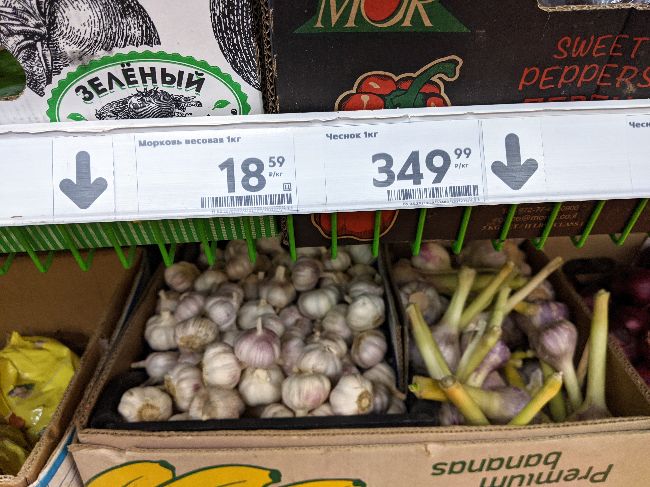 ЗЕЛЁНЫЙ
MOR
SWEET
PEPPERS
Морковь весовая 1кг
18 59
₽/кг
Чеснок 1кг
349 99
₽/кг
Premium
bananas